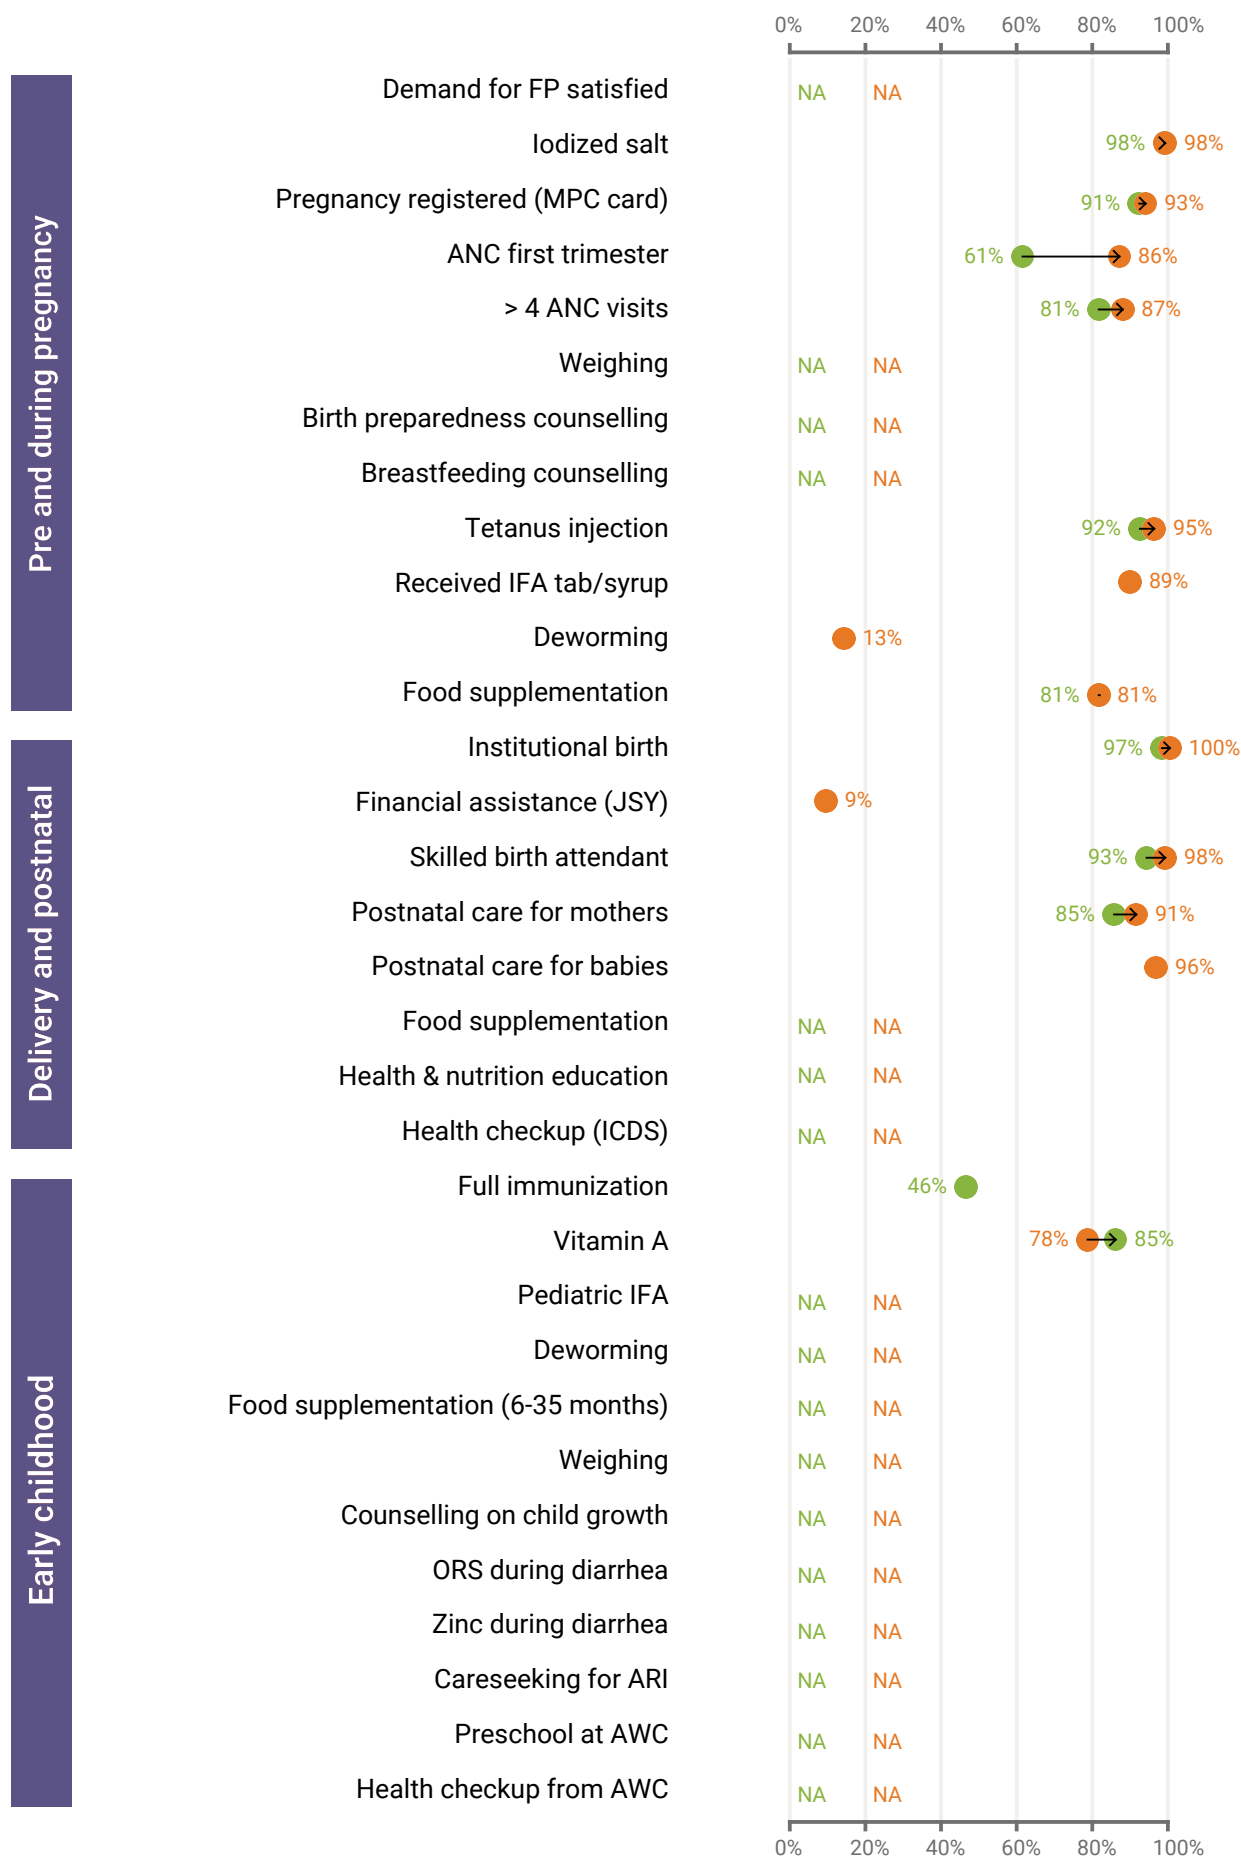 0% 20% 40% 60% 80% 100%
Pre and during pregnancy
Demand for FP satisfied NA NA
Iodized salt 98% 98%
Pregnancy registered (MPC card) 91% 93%
ANC first trimester 61% 86%
> 4 ANC visits 81% 87%
Weighing NA NA
Birth preparedness counselling NA NA
Breastfeeding counselling NA NA
Tetanus injection 92% 95%
Received IFA tab/syrup 89%
Deworming 13%
Food supplementation 81% 81%
Delivery and postnatal
Institutional birth 97% 100%
Financial assistance (JSY) 9%
Skilled birth attendant 93% 98%
Postnatal care for mothers 85% 91%
Postnatal care for babies 96%
Food supplementation NA NA
Health & nutrition education NA NA
Health checkup (ICDS) NA NA
Early childhood
Full immunization 46%
Vitamin A 78% 85%
Pediatric IFA NA NA
Deworming NA NA
Food supplementation (6-35 months) NA NA
Weighing NA NA
Counselling on child growth NA NA
ORS during diarrhea NA NA
Zinc during diarrhea NA NA
Careseeking for ARI NA NA
Preschool at AWC NA NA
Health checkup from AWC NA NA
0% 20% 40% 60% 80% 100%